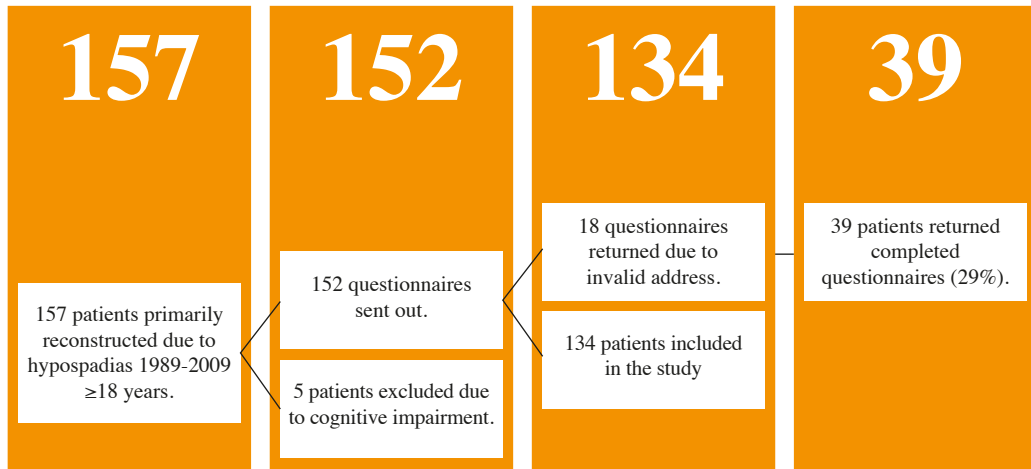 157
157 patients primarily
reconstructed due to
hypospadias 1989-2009
≥18 years.
152
152 questionnaires
sent out.
5 patients excluded due
to cognitive impairment.
134
18 questionnaires
returned due to
invalid address.
134 patients included
in the study
39
39 patients returned
completed
questionnaires (29%).